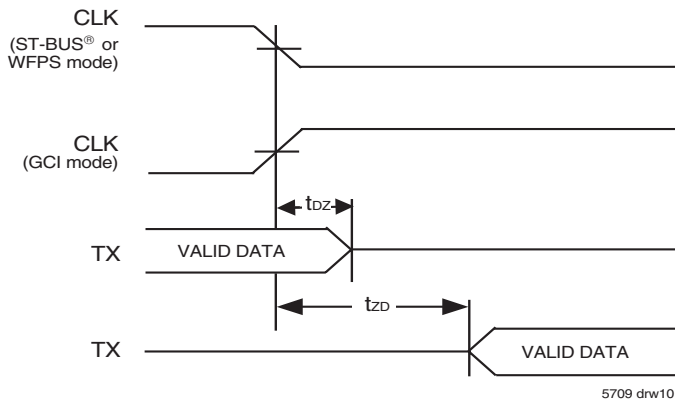 CLK
(ST-BUS® or
WFPS mode)
CLK
(GCI mode)
tDZ
TX
VALID DATA
tZD
TX
VALID DATA
5709 drw10